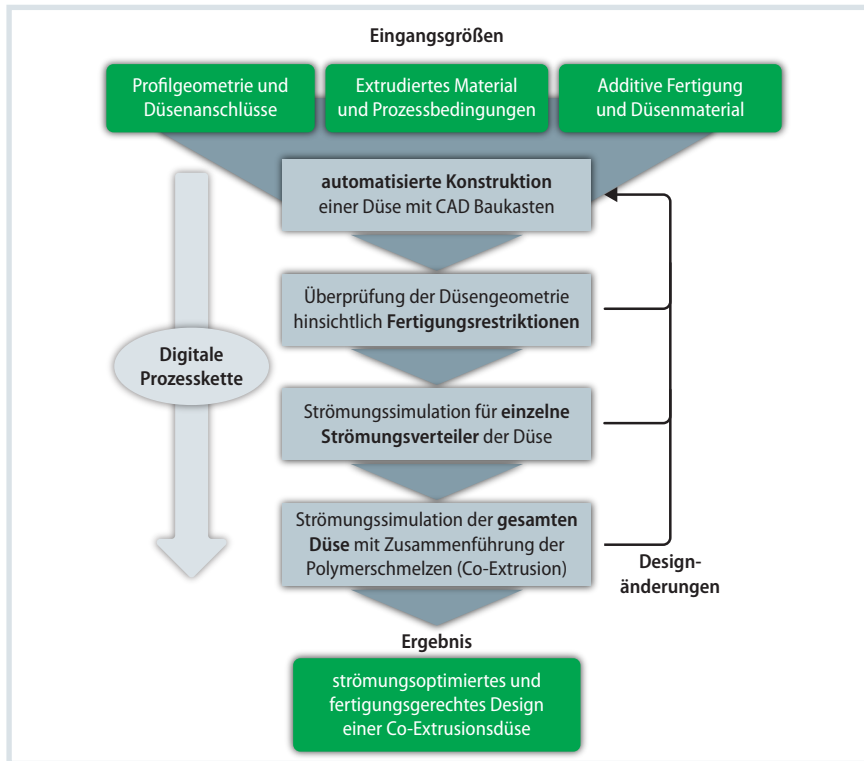 Eingangsgrößen
Profilgeometrie und
Düsenanschlüsse
Extrudiertes Material
und Prozessbedingungen
Additive Fertigung
und Düsenmaterial
automatisierte Konstruktion
einer Düse mit CAD Baukasten
Überprüfung der Düsengeometrie
hinsichtlich Fertigungsrestriktionen
Digitale
Prozesskette
Strömungssimulation für einzelne
Strömungsverteiler der Düse
Strömungssimulation der gesamten
Düse mit Zusammenführung der
Polymerschmelzen (Co-Extrusion)
Design-
änderungen
Ergebnis
strömungsoptimiertes und
fertigungsgerechtes Design
einer Co-Extrusionsdüse